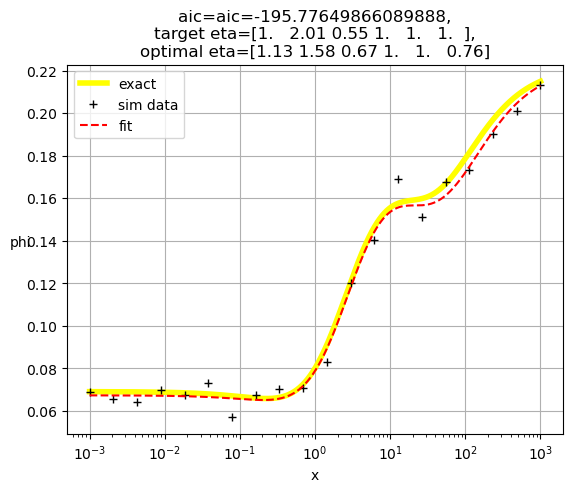 aic=aic=-195.77649866089888,
target eta=[1.   2.01 0.55 1.   1.   1.  ],
optimal eta=[1.13 1.58 0.67 1.   1.   0.76]
exact
sim data
fit
0.22
0.20
0.18
0.16
0.14
0.12
0.10
0.08
0.06
phi
10⁻³
10⁻²
10⁻¹
10⁰
10¹
10²
10³
x